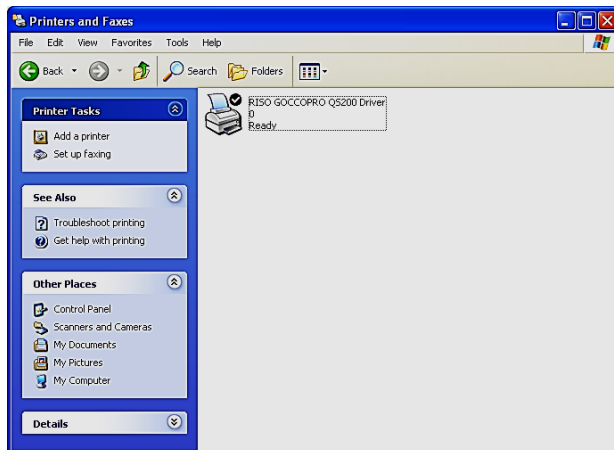 Printers and Faxes
File Edit View Favorites Tools Help
Back Search Folders
Printer Tasks
Add a printer
Set up faxing
See Also
Troubleshoot printing
Get help with printing
Other Places
Control Panel
Scanners and Cameras
My Documents
My Pictures
My Computer
Details
RISO GOCCOPRO QS200 Driver
0
Ready